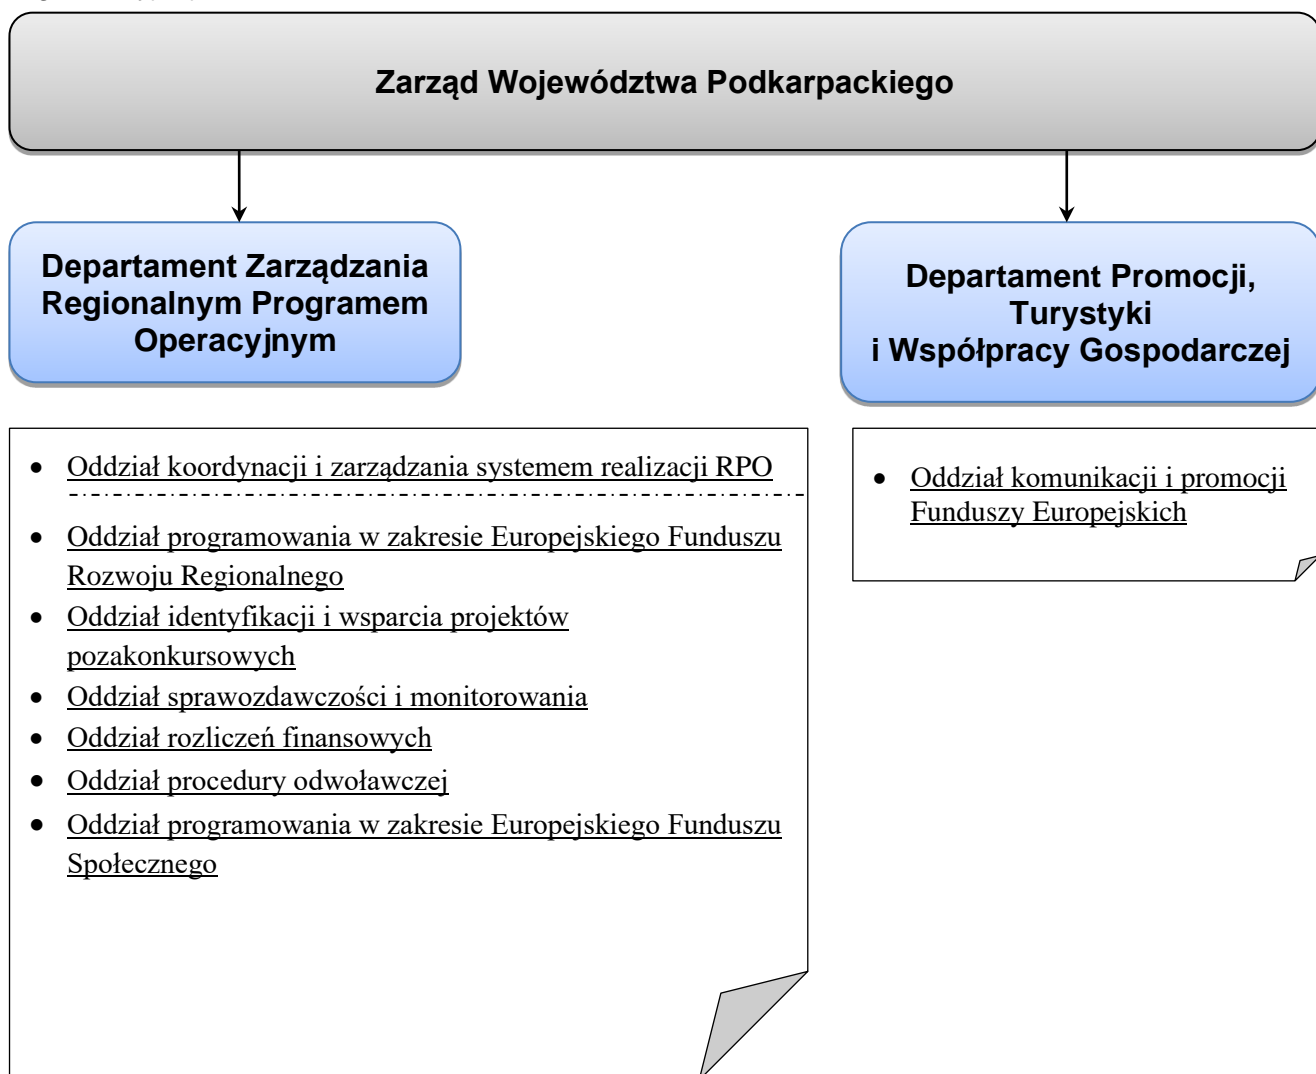 Zarząd Województwa Podkarpackiego
Departament Zarządzania
Regionalnym Programem
Operacyjnym
Departament Promocji,
Turystyki
i Współpracy Gospodarczej
• Oddział koordynacji i zarządzania systemem realizacji RPO
• Oddział programowania w zakresie Europejskiego Funduszu
Rozwoju Regionalnego
• Oddział identyfikacji i wsparcia projektów
pozakonkursowych
• Oddział sprawozdawczości i monitorowania
• Oddział rozliczeń finansowych
• Oddział procedury odwoławczej
• Oddział programowania w zakresie Europejskiego Funduszu
Społecznego
• Oddział komunikacji i promocji
Funduszy Europejskich